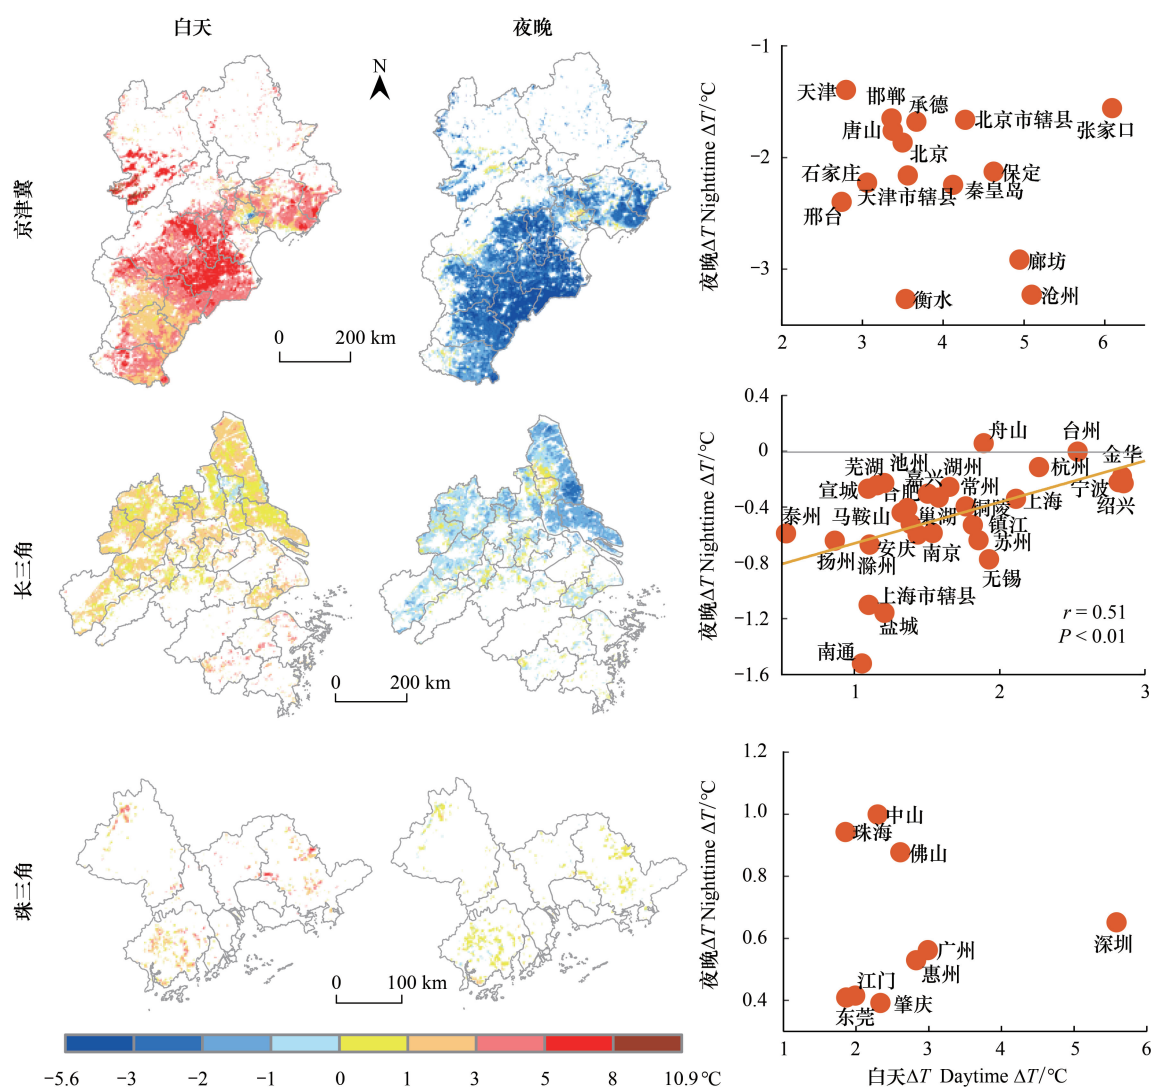 白天
夜晚
N
京津冀
0 200 km
夜晚ΔT Nighttime ΔT/℃
−1
−2
−3
2 3 4 5 6
天津
邯郸
承德
唐山
北京
北京市辖县
张家口
石家庄
天津市辖县
保定
秦皇岛
邢台
廊坊
衡水
沧州
长三角
0 200 km
夜晚ΔT Nighttime ΔT/℃
0.4
0
−0.4
−0.8
−1.2
−1.6
1 2 3
舟山
台州
金华
芜湖
池州
嘉兴
湖州
杭州
宣城
合肥
常州
宁波
绍兴
泰州
马鞍山
巢湖
铜陵
上海
镇江
扬州
滁州
安庆
南京
苏州
无锡
上海市辖县
盐城
南通
r = 0.51
P < 0.01
珠三角
0 100 km
夜晚ΔT Nighttime ΔT/℃
1.2
1.0
0.8
0.6
0.4
1 2 3 4 5 6
中山
珠海
佛山
深圳
广州
惠州
江门
东莞
肇庆
白天ΔT Daytime ΔT/℃
−5.6 −3 −2 −1 0 1 3 5 8 10.9℃